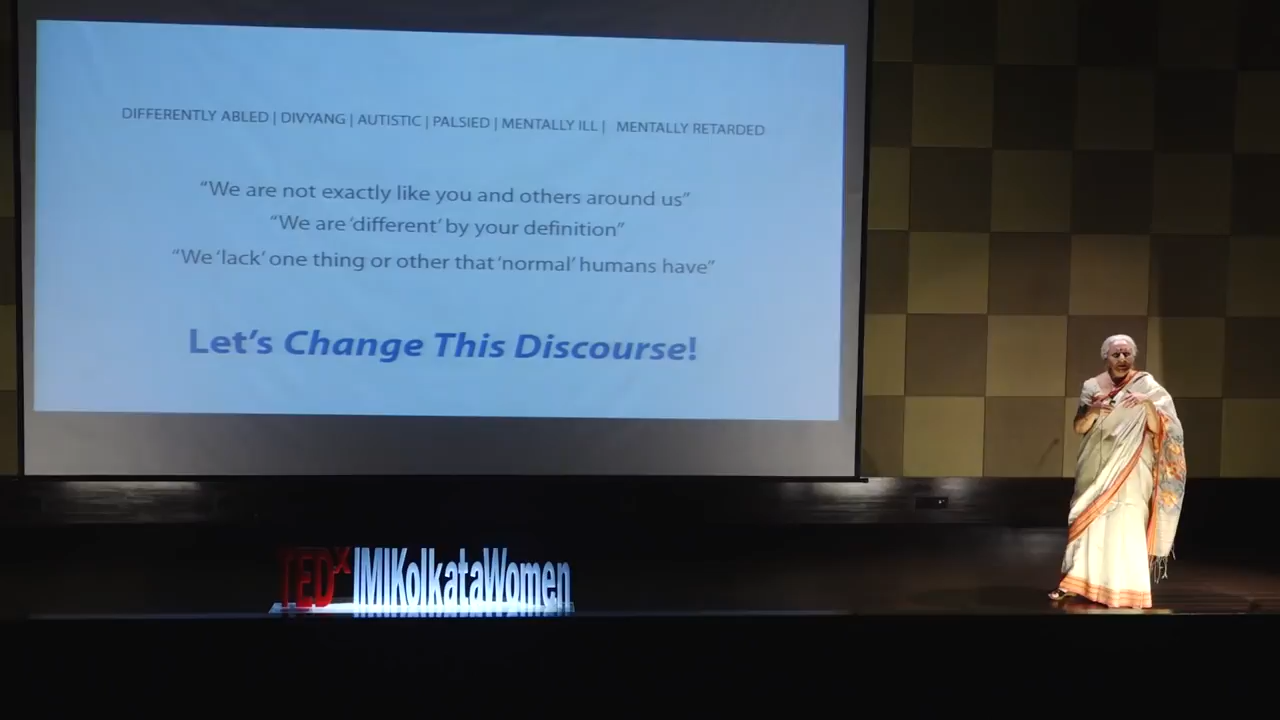 DIFFERENTLY ABLED | DIVYANG | AUTISTIC | PALSIED | MENTALLY ILL | MENTALLY RETARDED
“We are not exactly like you and others around us”
“We are ‘different’ by your definition”
“We ‘lack’ one thing or other that ‘normal’ humans have”
Let’s Change This Discourse!
TEDx IMIKolkataWomen